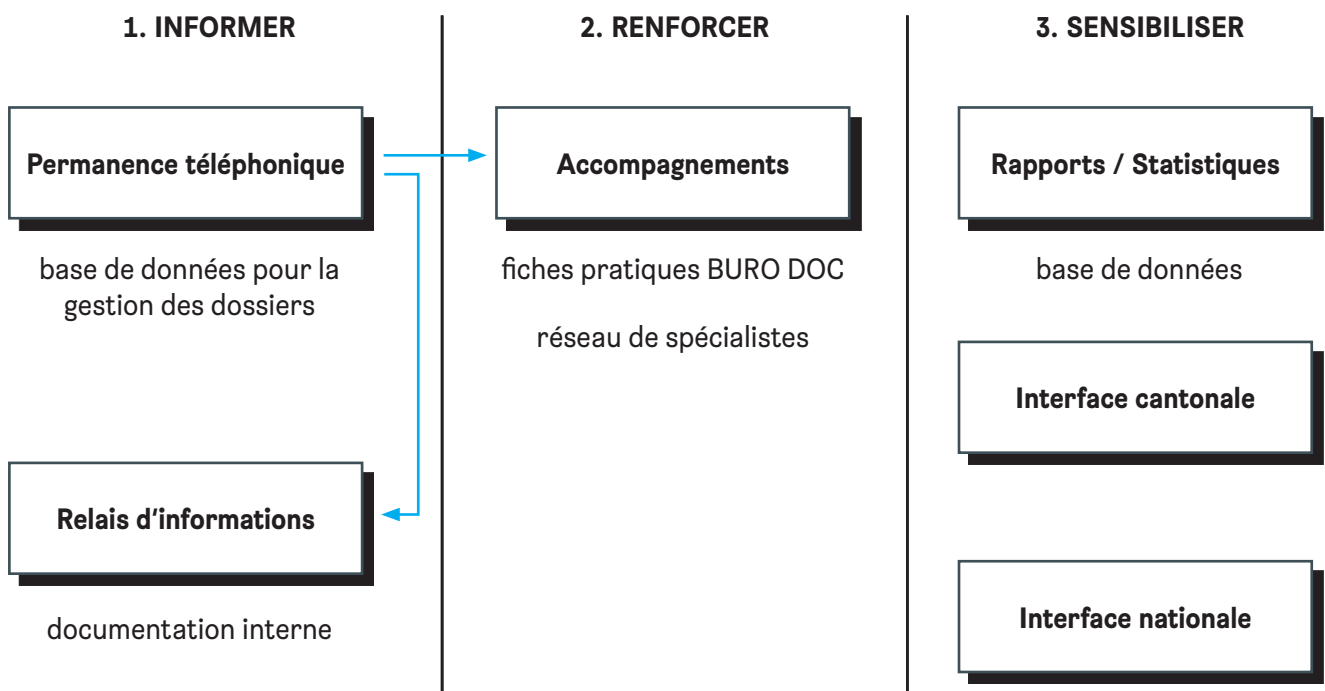 1. INFORMER
Permanence téléphonique
base de données pour la
gestion des dossiers
Relais d'informations
documentation interne
2. RENFORCER
Accompagnements
fiches pratiques BURO DOC
réseau de spécialistes
3. SENSIBILISER
Rapports / Statistiques
base de données
Interface cantonale
Interface nationale